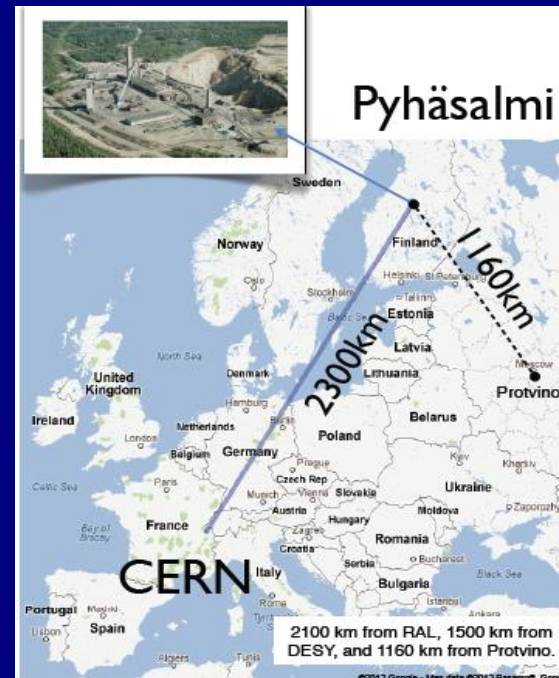 Pyhäsalmi
Sweden
Norway
Finland
1160km
Oslo
Helsinki
Stockholm
Tallinn
Estonia
North Sea
Latvia
Moscow
2300km
Denmark
Lithuania
Protvino
United
Kingdom
Hamburg
Berlin
Belarus
Ireland
London
Netherlands
Poland
Belgium
Germany
Kyiv
Kharkiv
Celtic Sea
Paris
Prague
Czech Rep
Ukraine
Munich
Vienna
Slovakia
Austria
Moldova
Bay of
Biscay
France
Hungary
Zagreb
Croatia
Romania
CERN
Italy
Serbia
Bucharest
Black Sea
Rome
Bulgaria
Portugal
Madrid
Istanbul
Ankara
Lisbon
Spain
2100 km from RAL, 1500 km from
DESY, and 1160 km from Protvino.
Algiers
Tunis